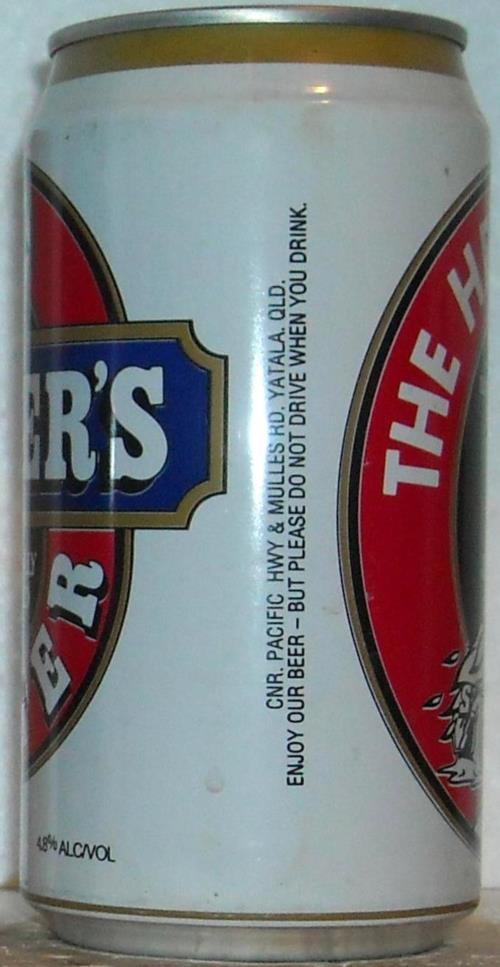 ER'S
ER
4.8% ALC/VOL
CNR. PACIFIC HWY & MULLES RD. YATALA. QLD.
ENJOY OUR BEER – BUT PLEASE DO NOT DRIVE WHEN YOU DRINK.
THE